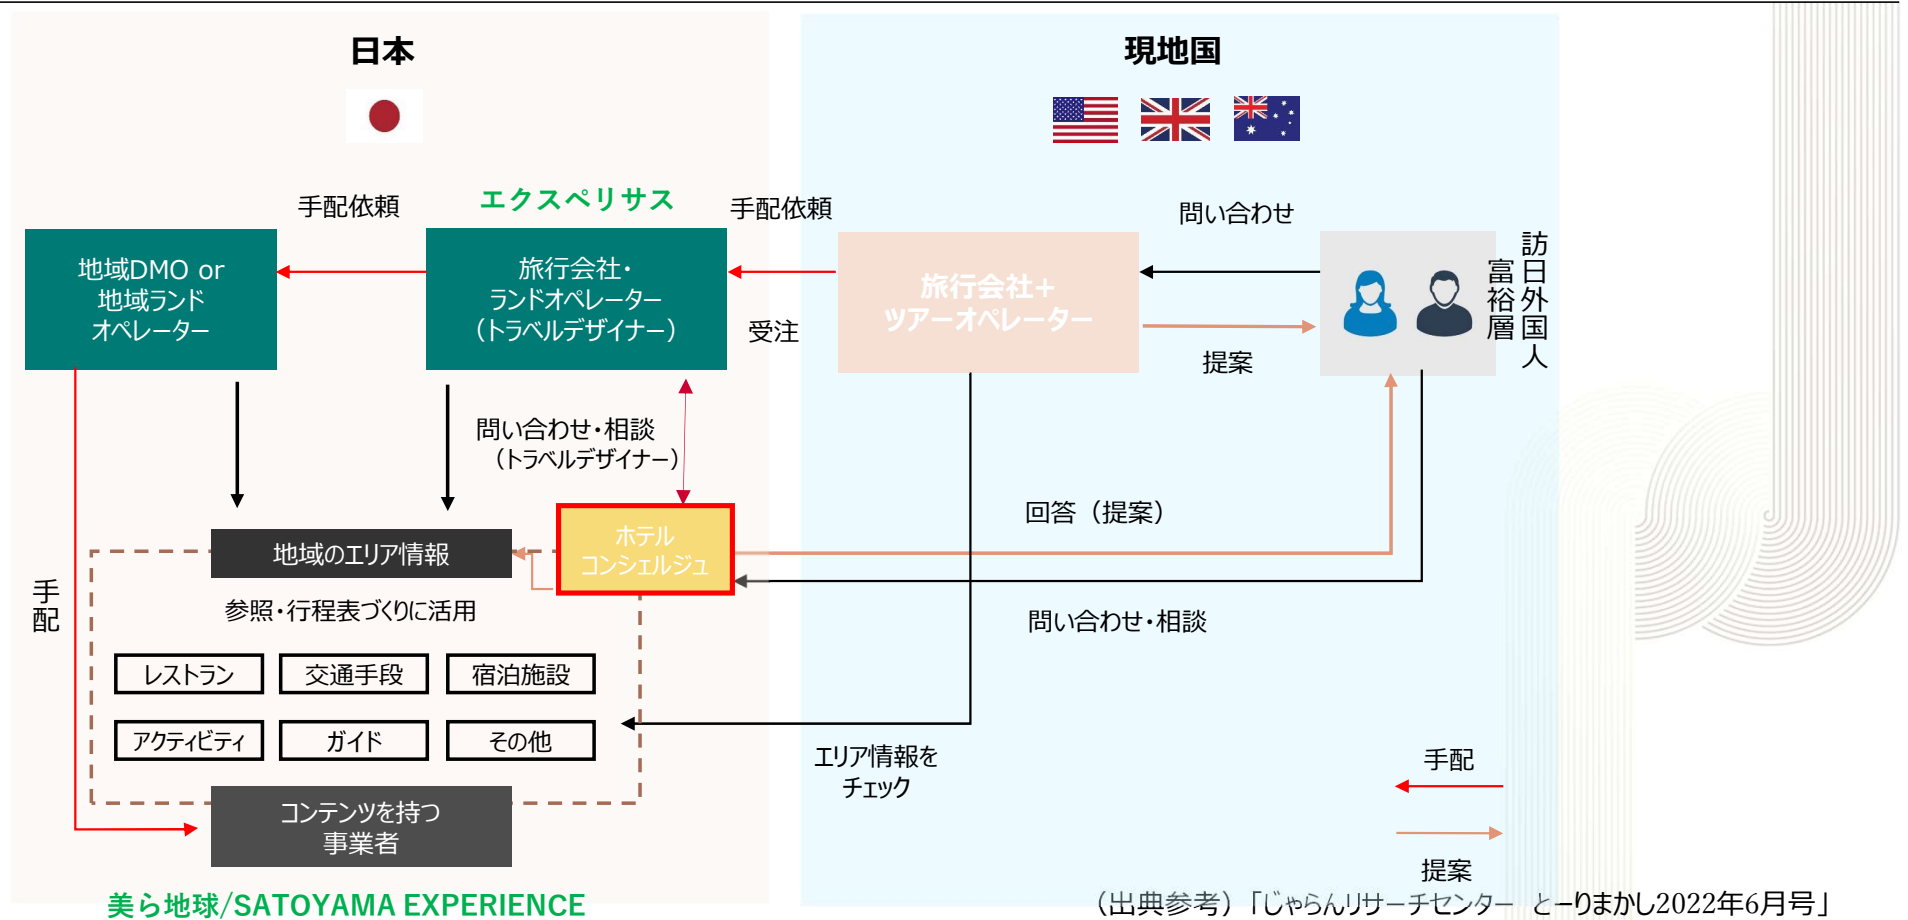 日本
現地国
エクスペリサス
手配依頼
手配依頼
問い合わせ
地域DMO or
地域ランド
オペレーター
旅行会社・
ランドオペレーター
（トラベルデザイナー）
旅行会社+
ツアーオペレーター
訪日外国人
富裕層
受注
提案
問い合わせ・相談
（トラベルデザイナー）
ホテル
コンシェルジュ
回答（提案）
地域のエリア情報
手配
参照・行程表づくりに活用
問い合わせ・相談
レストラン
交通手段
宿泊施設
アクティビティ
ガイド
その他
エリア情報を
チェック
手配
コンテンツを持つ
事業者
提案
美ら地球/SATOYAMA EXPERIENCE
（出典参考）「じゃらんリサーチセンター　とーりまかし2022年6月号」